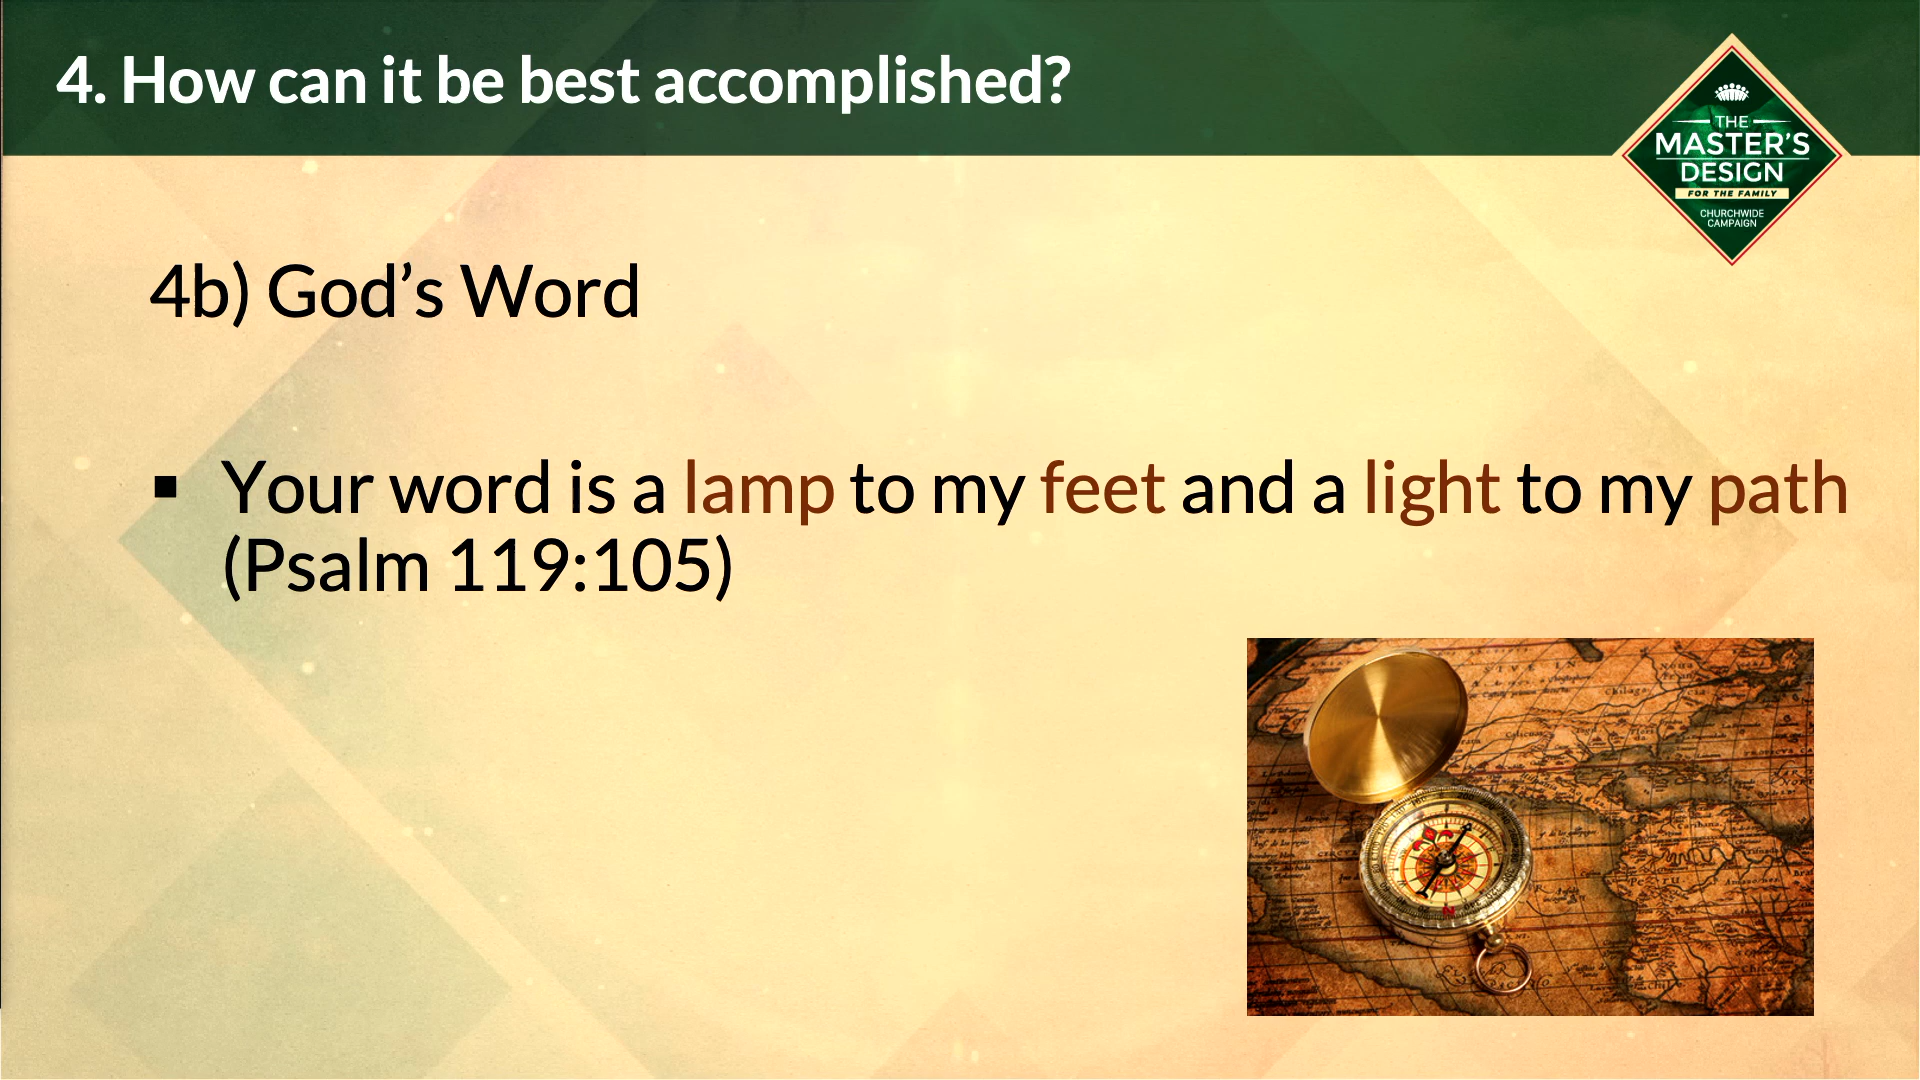 4. How can it be best accomplished?
THE
MASTER'S
DESIGN
FOR THE FAMILY
CHURCHWIDE
CAMPAIGN
4b) God’s Word
▪ Your word is a lamp to my feet and a light to my path
(Psalm 119:105)